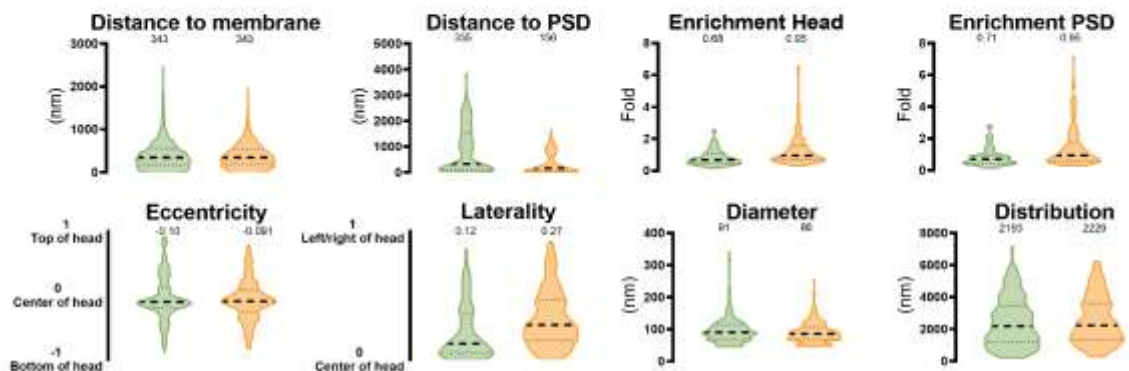 Distance to membrane
343 343
3000
2000
1000
0
(nm)
Distance to PSD
335 156
5000
4000
3000
2000
1000
0
(nm)
Enrichment Head
0.68 0.95
8
6
4
2
0
Fold
Enrichment PSD
0.71 0.95
8
6
4
2
0
Fold
Eccentricity
-0.10 -0.091
1
Top of head
0
Center of head
-1
Bottom of head
Laterality
0.12 0.27
1
Left/right of head
0
Center of head
Diameter
91 86
400
300
200
100
0
(nm)
Distribution
2193 2229
8000
6000
4000
2000
0
(nm)